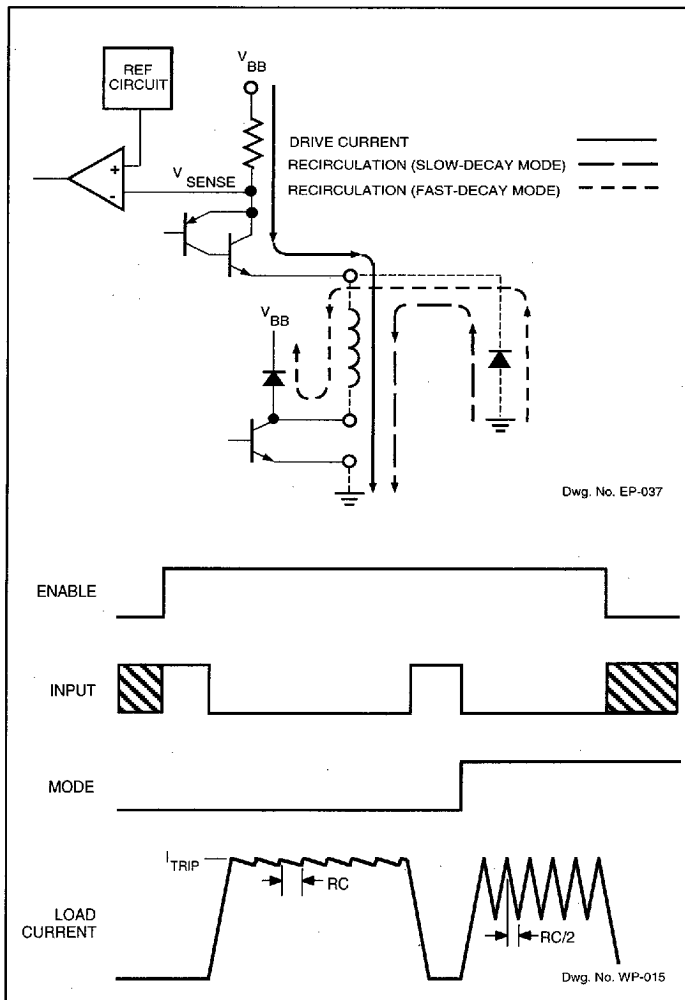 REF
CIRCUIT
V BB
DRIVE CURRENT
RECIRCULATION (SLOW-DECAY MODE)
RECIRCULATION (FAST-DECAY MODE)
+
-
V SENSE
V BB
Dwg. No. EP-037
ENABLE
INPUT
MODE
I TRIP
RC
LOAD
CURRENT
RC/2
Dwg. No. WP-015